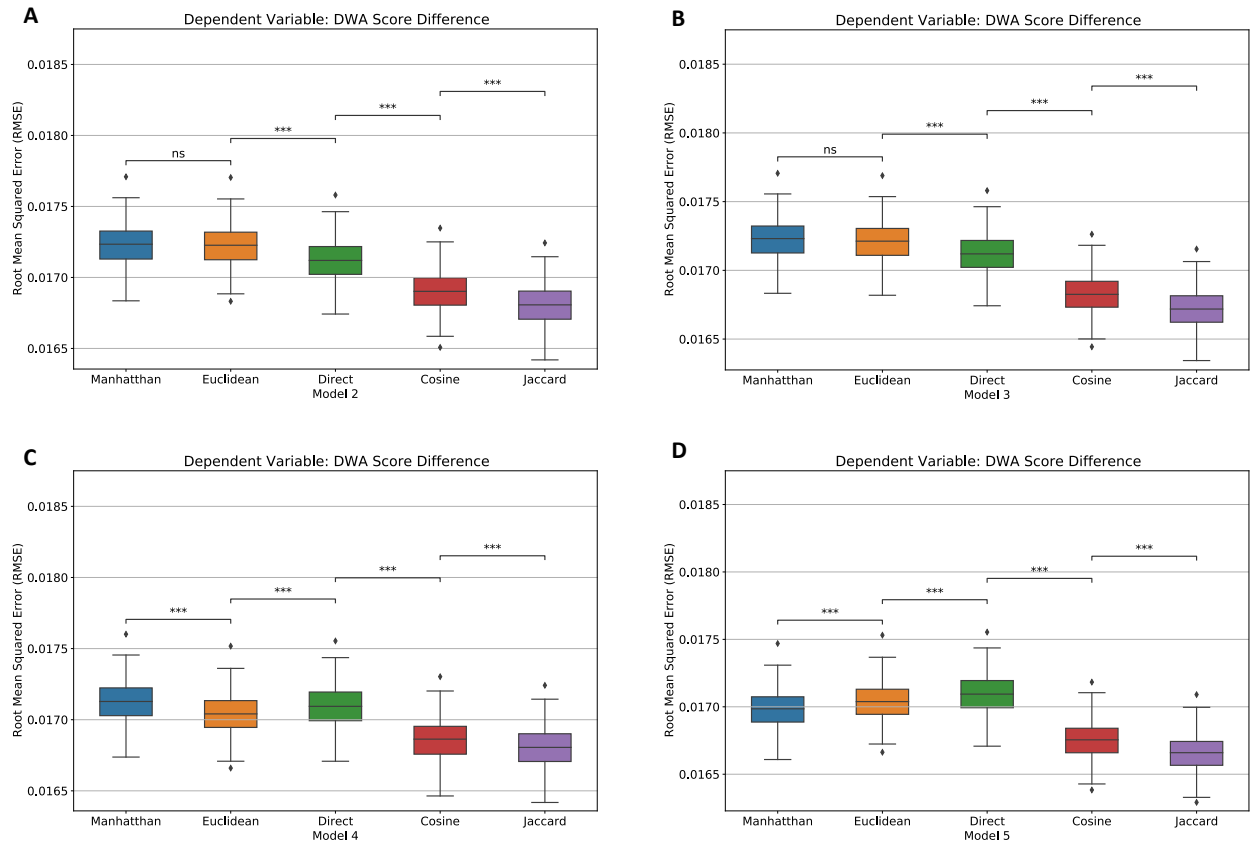 A
Dependent Variable: DWA Score Difference
Root Mean Squared Error (RMSE)
0.0185
0.0180
0.0175
0.0170
0.0165
ns
***
***
***
Manhatthan Euclidean Direct Cosine Jaccard
Model 2
B
Dependent Variable: DWA Score Difference
Root Mean Squared Error (RMSE)
0.0185
0.0180
0.0175
0.0170
0.0165
ns
***
***
***
Manhatthan Euclidean Direct Cosine Jaccard
Model 3
C
Dependent Variable: DWA Score Difference
Root Mean Squared Error (RMSE)
0.0185
0.0180
0.0175
0.0170
0.0165
***
***
***
***
Manhatthan Euclidean Direct Cosine Jaccard
Model 4
D
Dependent Variable: DWA Score Difference
Root Mean Squared Error (RMSE)
0.0185
0.0180
0.0175
0.0170
0.0165
***
***
***
***
Manhatthan Euclidean Direct Cosine Jaccard
Model 5